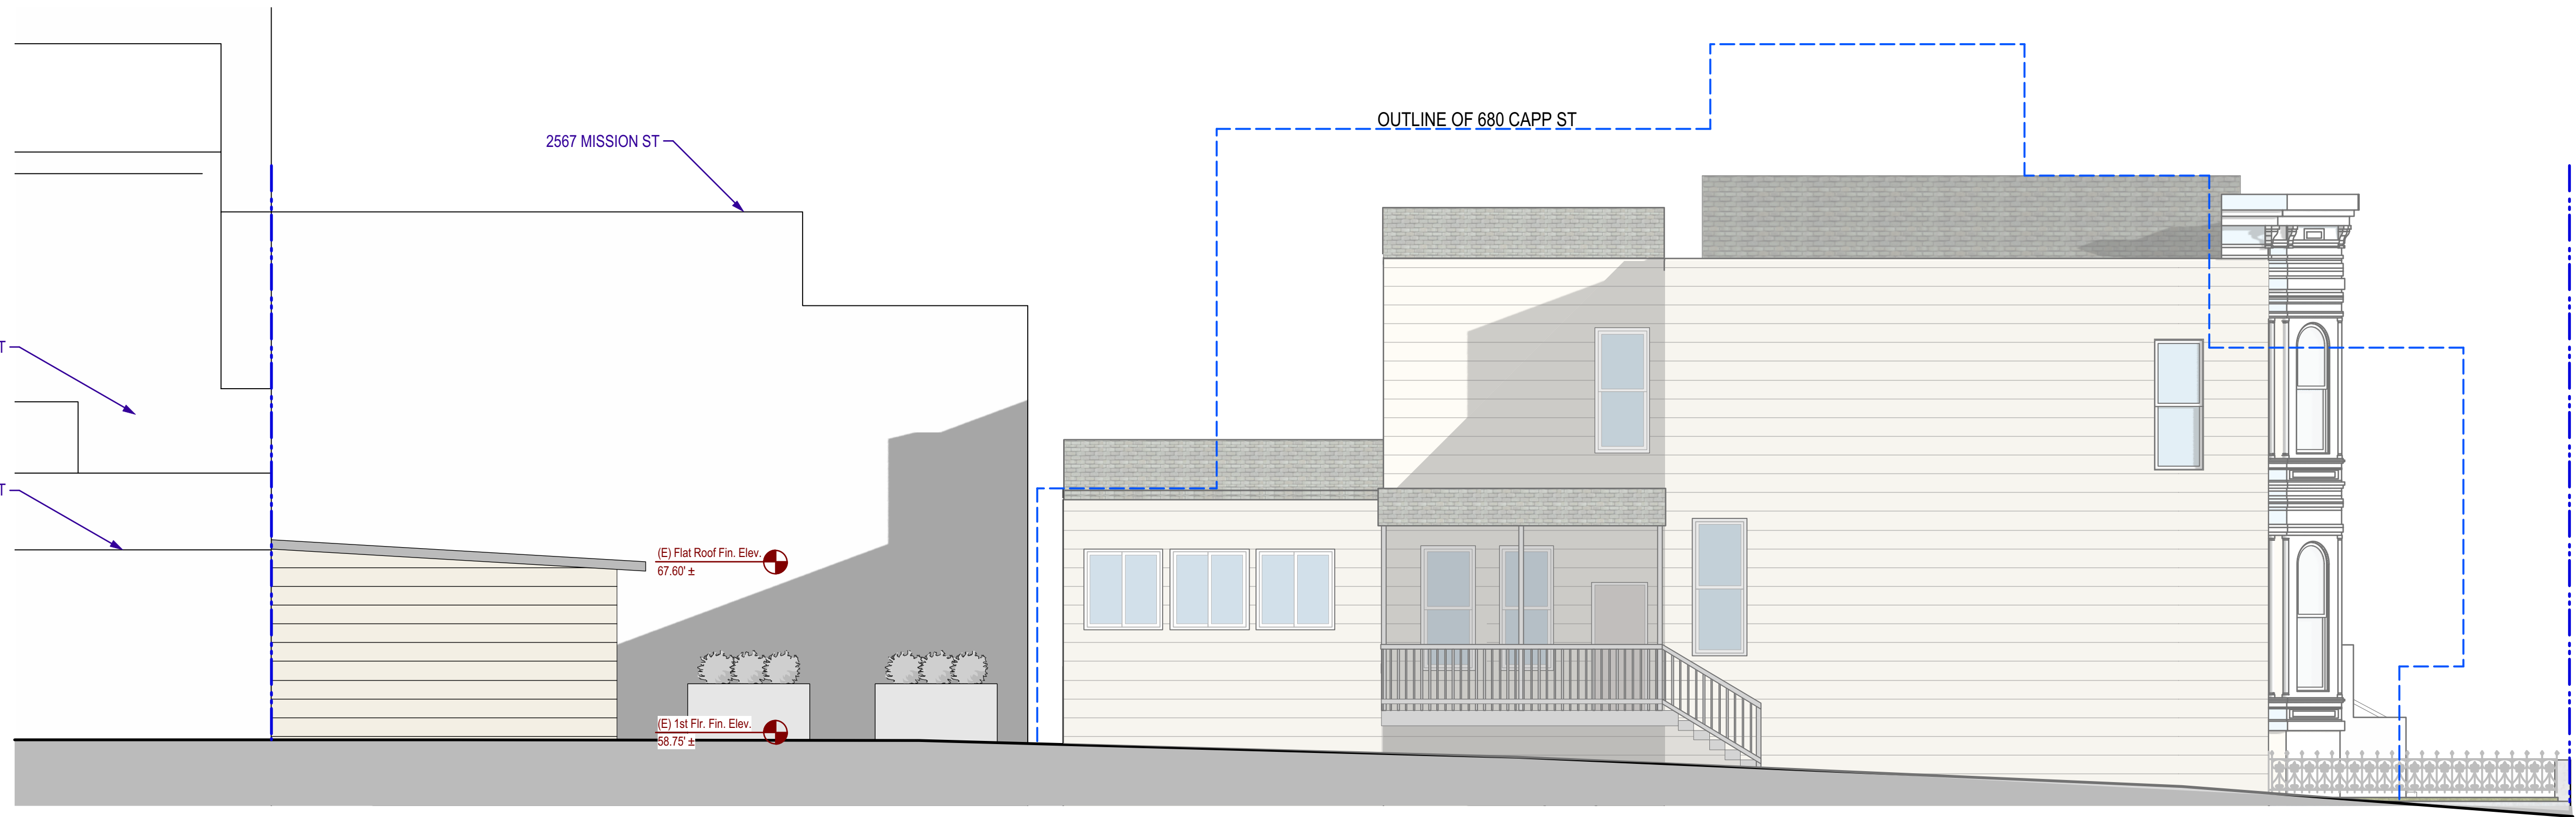 OUTLINE OF 680 CAPP ST
2567 MISSION ST
T
T
(E) Flat Roof Fin. Elev.
67.60' ±
(E) 1st Flr. Fin. Elev.
58.75' ±